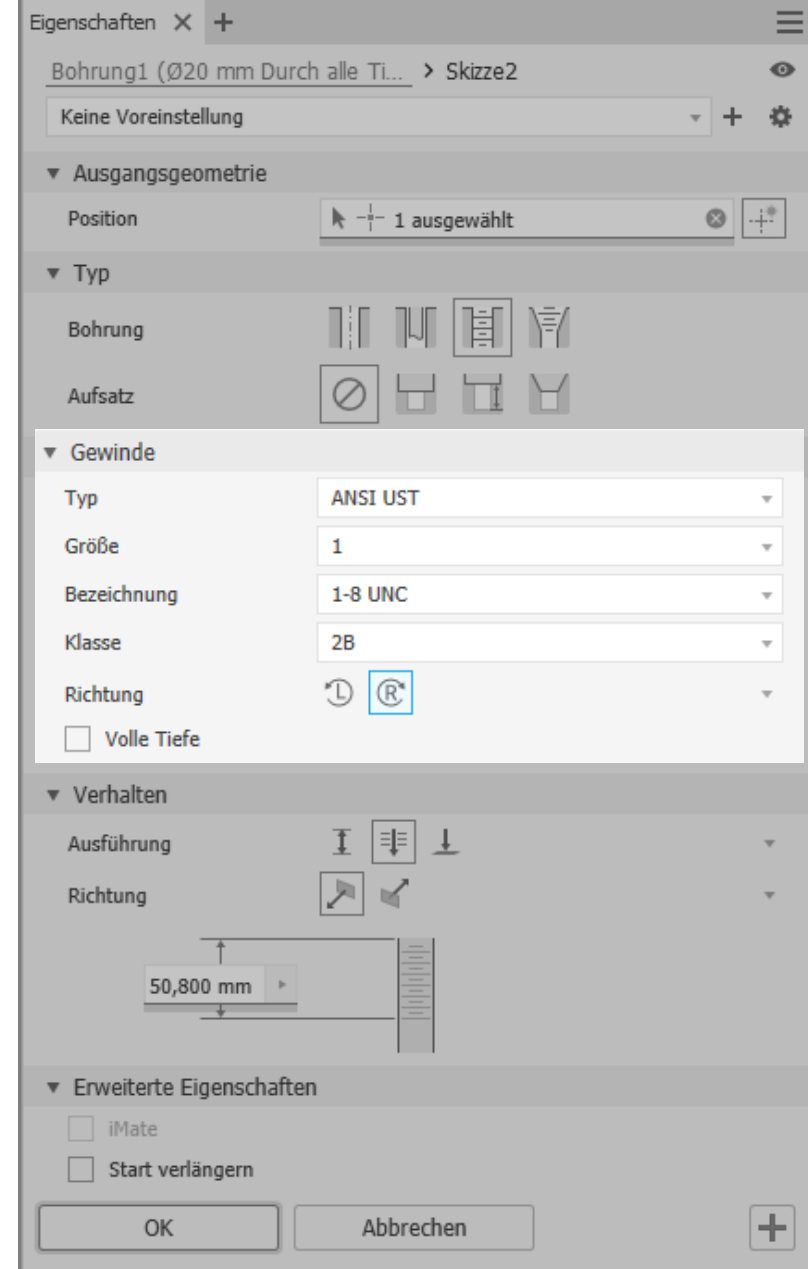 Eigenschaften
Bohrung1 (Ø20 mm Durch alle Ti... > Skizze2
Keine Voreinstellung
Ausgangsgeometrie
Position 1 ausgewählt
Typ
Bohrung
Aufsatz
Gewinde
Typ ANSI UST
Größe 1
Bezeichnung 1-8 UNC
Klasse 2B
Richtung L R
Volle Tiefe
Verhalten
Ausführung
Richtung
50,800 mm
Erweiterte Eigenschaften
iMate
Start verlängern
OK Abbrechen